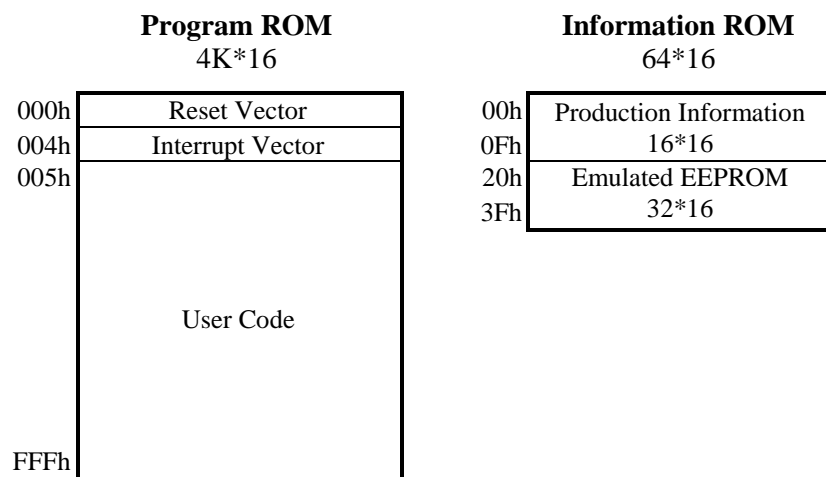 Program ROM
4K*16
000h
Reset Vector
004h
Interrupt Vector
005h
User Code
FFFh
Information ROM
64*16
00h
Production Information
0Fh
16*16
20h
Emulated EEPROM
3Fh
32*16